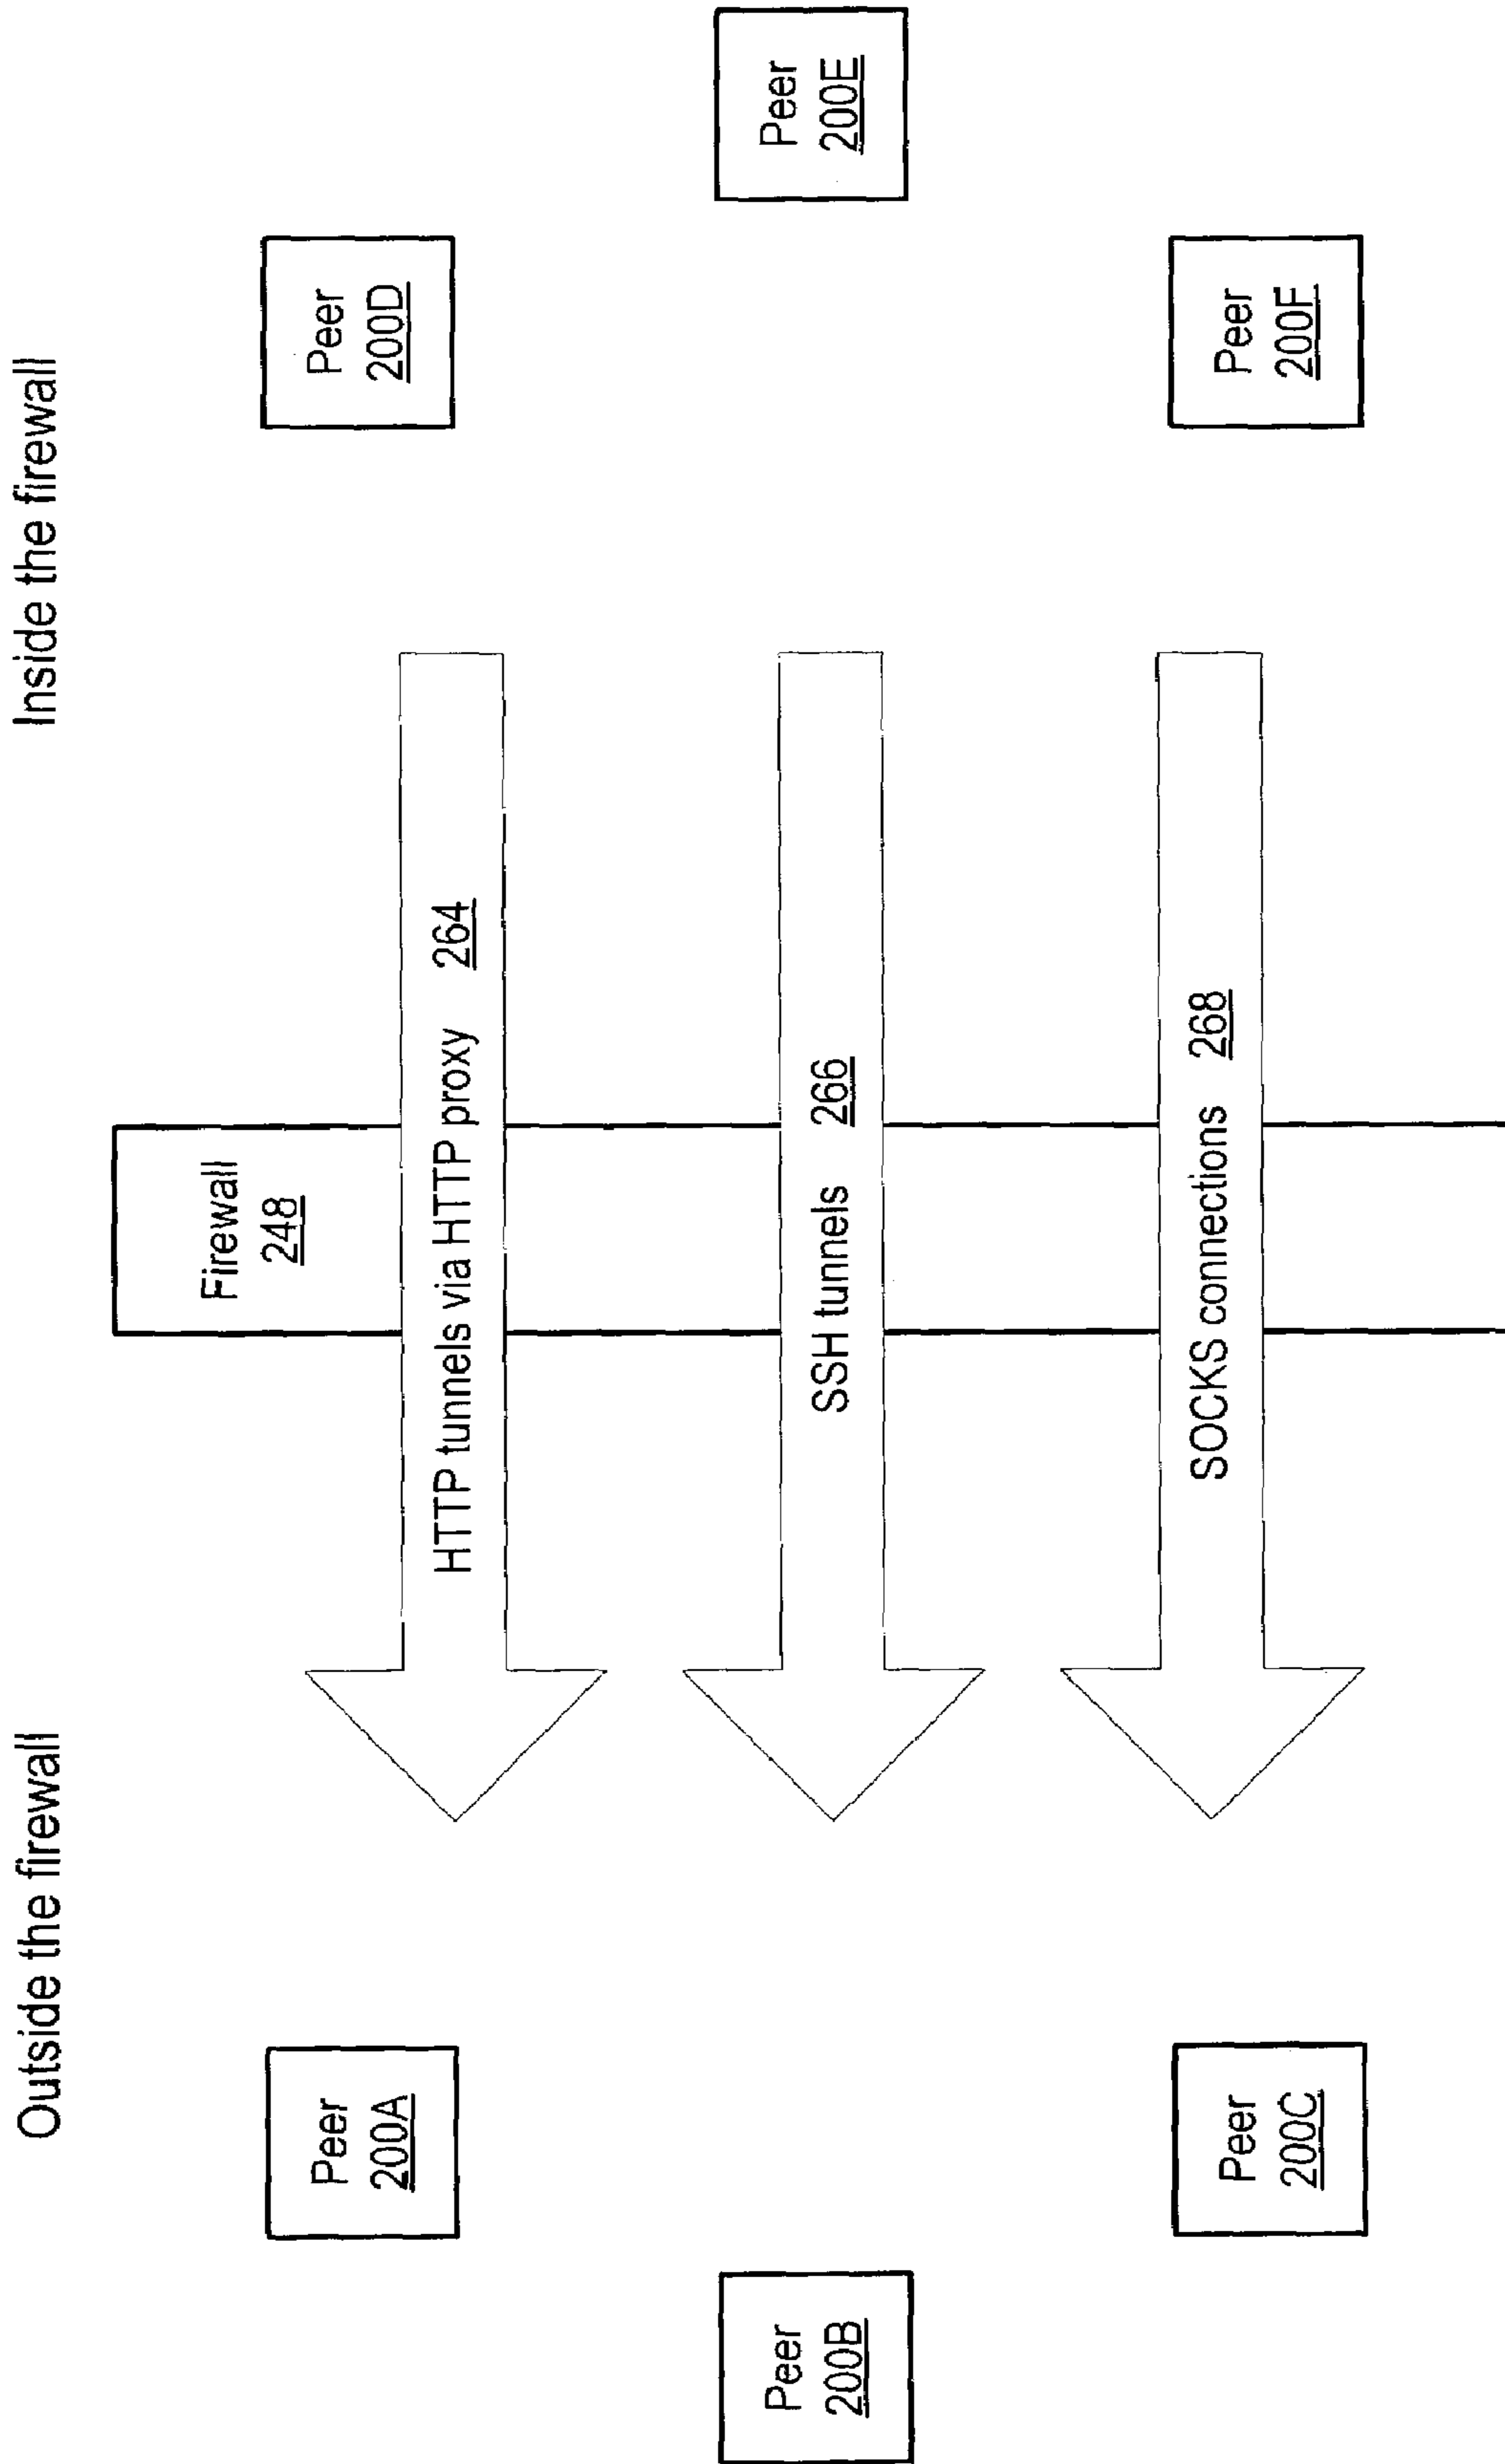 Outside the firewall
Inside the firewall
Firewall
248
Peer
200A
Peer
200D
HTTP tunnels via HTTP proxy 264
Peer
200B
Peer
200E
SSH tunnels 266
Peer
200C
Peer
200F
SOCKS connections 268